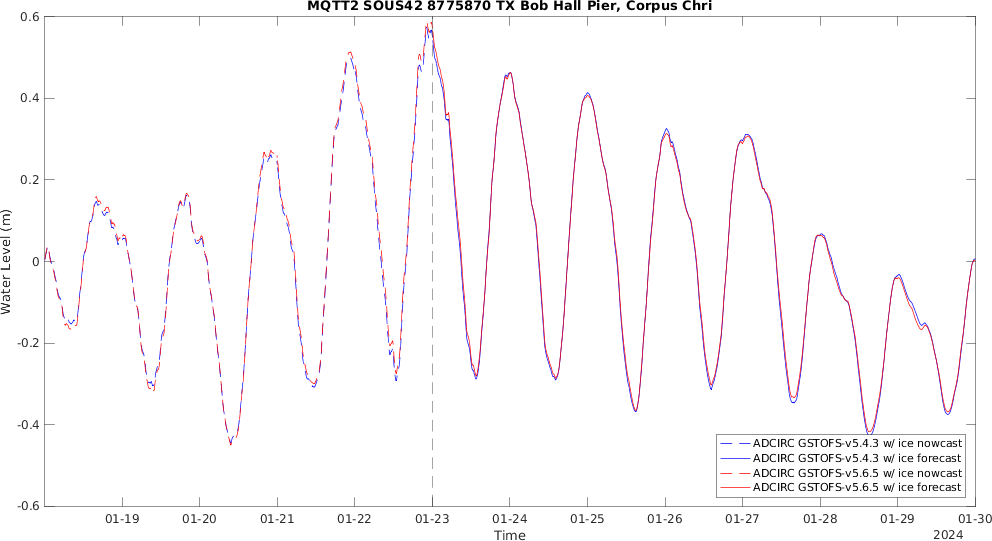 MQTT2 SOUS42 8775870 TX Bob Hall Pier, Corpus Chri
0.6
0.4
0.2
0
-0.2
-0.4
-0.6
Water Level (m)
ADCIRC GSTOFS-v5.4.3 w/ ice nowcast
ADCIRC GSTOFS-v5.4.3 w/ ice forecast
ADCIRC GSTOFS-v5.6.5 w/ ice nowcast
ADCIRC GSTOFS-v5.6.5 w/ ice forecast
01-19 01-20 01-21 01-22 01-23 01-24 01-25 01-26 01-27 01-28 01-29 01-30
Time
2024